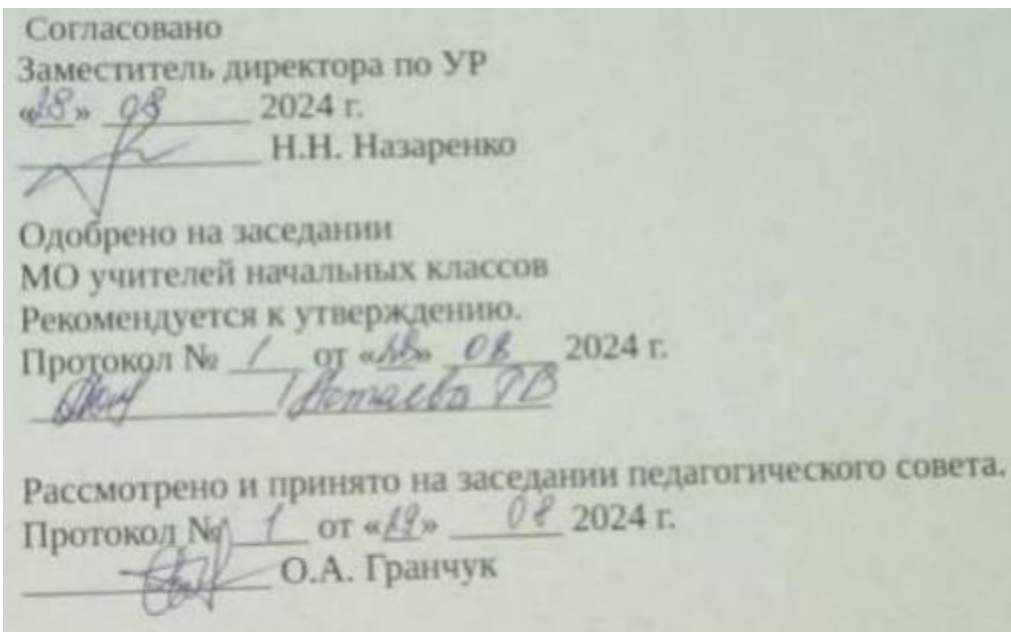 Согласовано
Заместитель директора по УР
«28» 08 2024 г.
Н.Н. Назаренко
Одобрено на заседании
МО учителей начальных классов
Рекомендуется к утверждению.
Протокол № 1 от «28» 08 2024 г.
Рассмотрено и принято на заседании педагогического совета.
Протокол № 1 от «29» 08 2024 г.
О.А. Гранчук